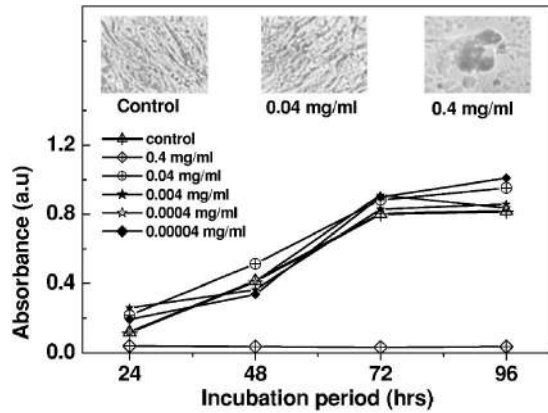 Control 0.04 mg/ml 0.4 mg/ml
1.2
0.8
0.4
0.0
Absorbance (a.u)
control
0.4 mg/ml
0.04 mg/ml
0.004 mg/ml
0.0004 mg/ml
0.00004 mg/ml
24 48 72 96
Incubation period (hrs)